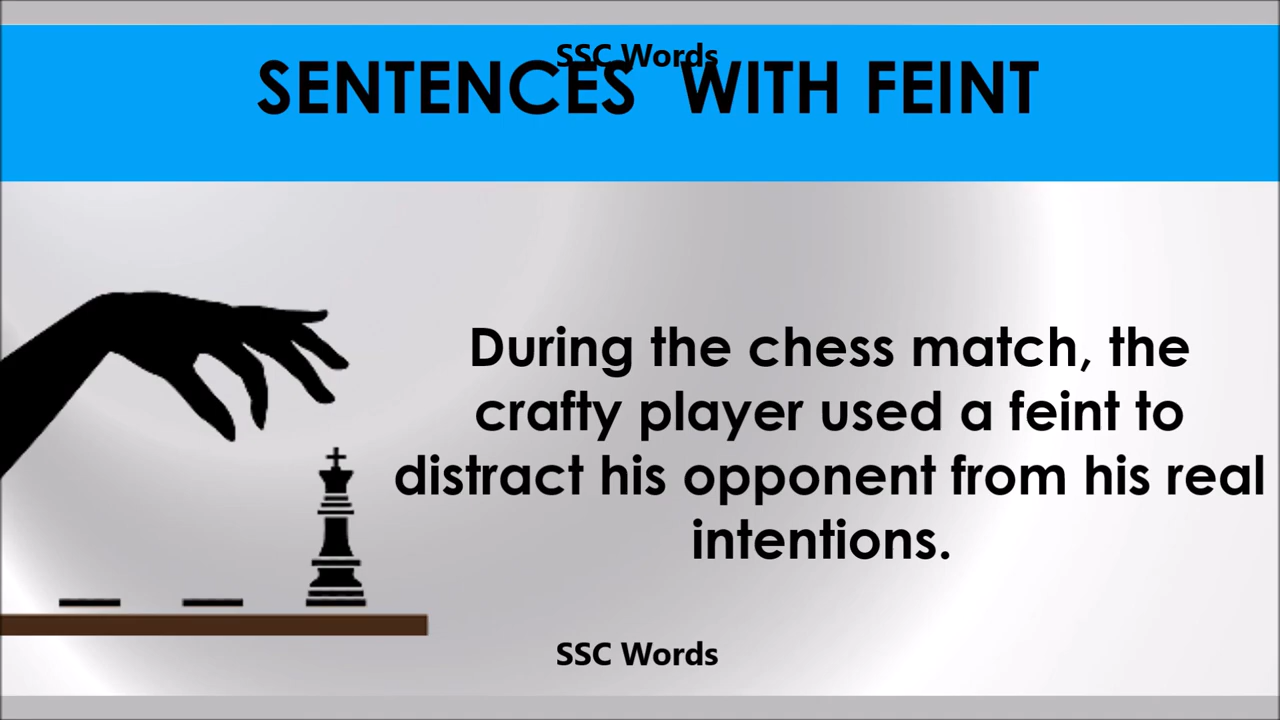 SSC Words
SENTENCES WITH FEINT
During the chess match, the
crafty player used a feint to
distract his opponent from his real
intentions.
SSC Words